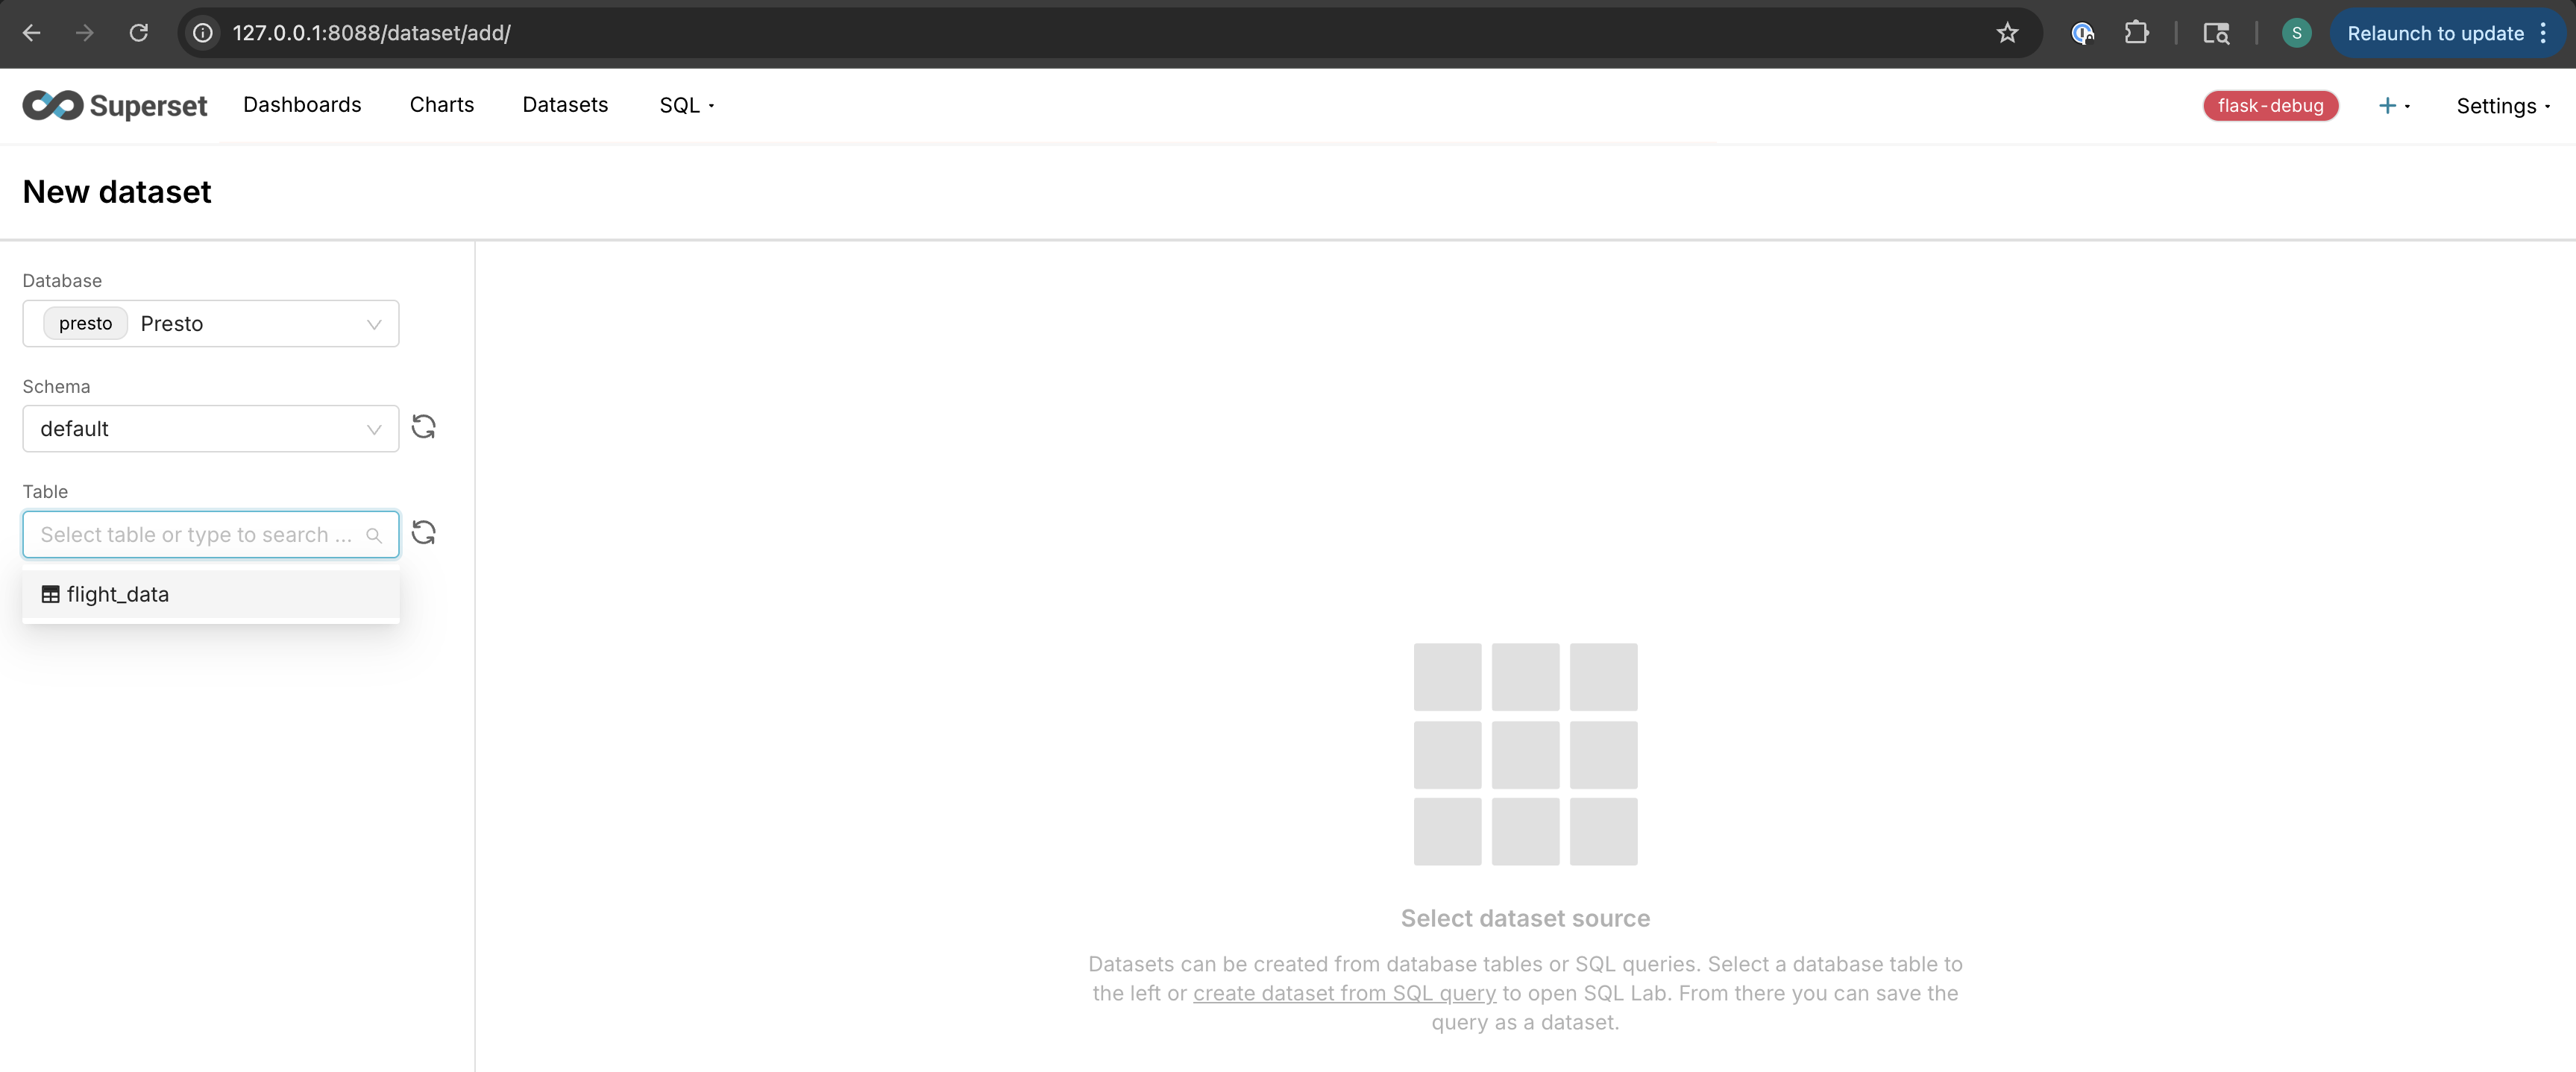 127.0.0.1:8088/dataset/add/
S
Relaunch to update
Superset
Dashboards
Charts
Datasets
SQL
flask-debug
+
Settings
New dataset
Database
presto Presto
Schema
default
Table
Select table or type to search ...
flight_data
Select dataset source
Datasets can be created from database tables or SQL queries. Select a database table to
the left or create dataset from SQL query to open SQL Lab. From there you can save the
query as a dataset.